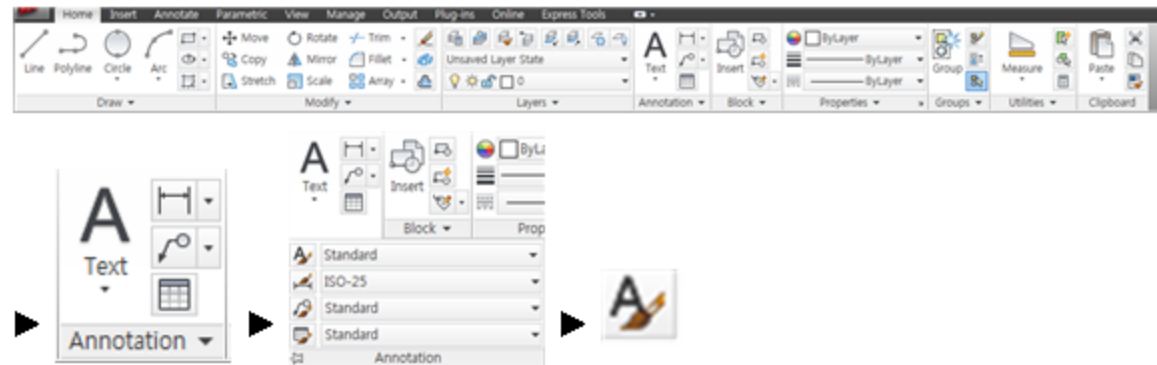 Home Insert Annotate Parametric View Manage Output Plug-ins Online Express Tools
Line Polyline Circle Arc
Move Rotate Trim
Copy Mirror Fillet
Stretch Scale Array
Unsaved Layer State
0
Text
Insert
ByLayer
ByLayer
ByLayer
Group
Measure
Paste
Draw Modify Layers Annotation Block Properties Groups Utilities Clipboard
A
Text
Annotation
A
Text
Insert
ByLa
Block Prop
Standard
ISO-25
Standard
Standard
Annotation
A